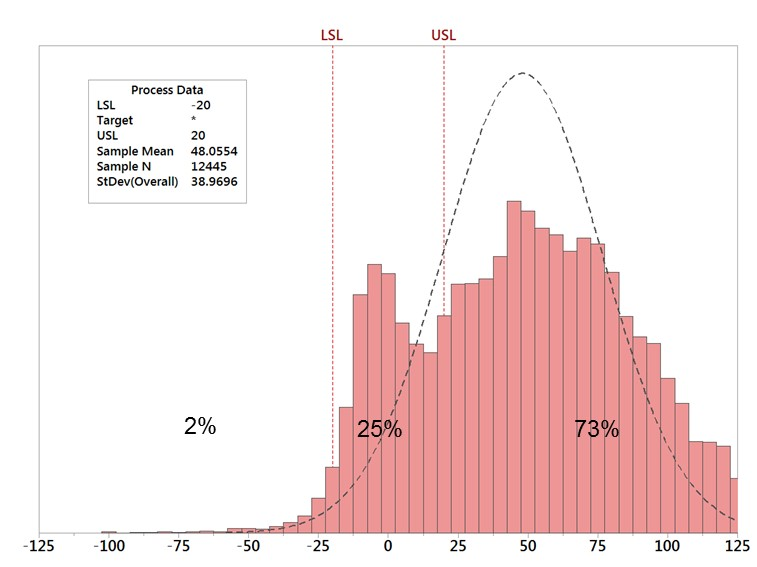 LSL USL
Process Data
LSL -20
Target *
USL 20
Sample Mean 48.0554
Sample N 12445
StDev(Overall) 38.9696
2% 25% 73%
-125 -100 -75 -50 -25 0 25 50 75 100 125